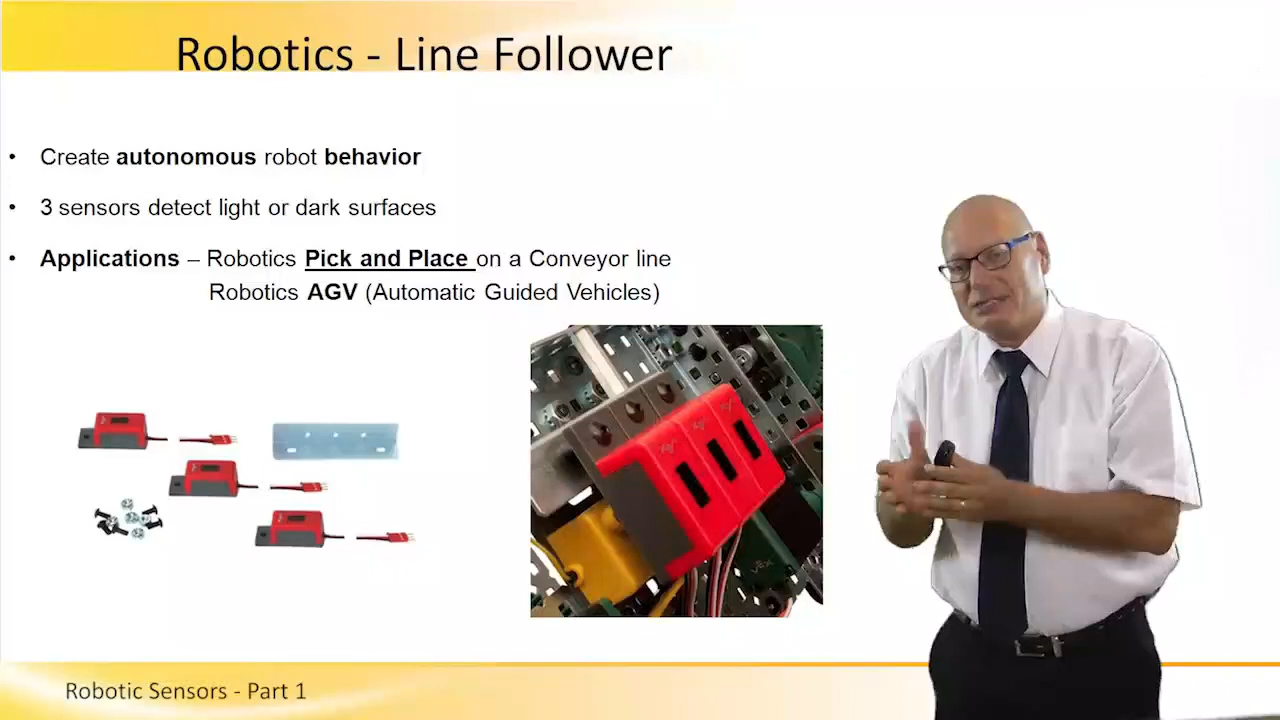 Robotics - Line Follower
• Create autonomous robot behavior
• 3 sensors detect light or dark surfaces
• Applications – Robotics Pick and Place on a Conveyor line
Robotics AGV (Automatic Guided Vehicles)
VEX
Robotic Sensors - Part 1